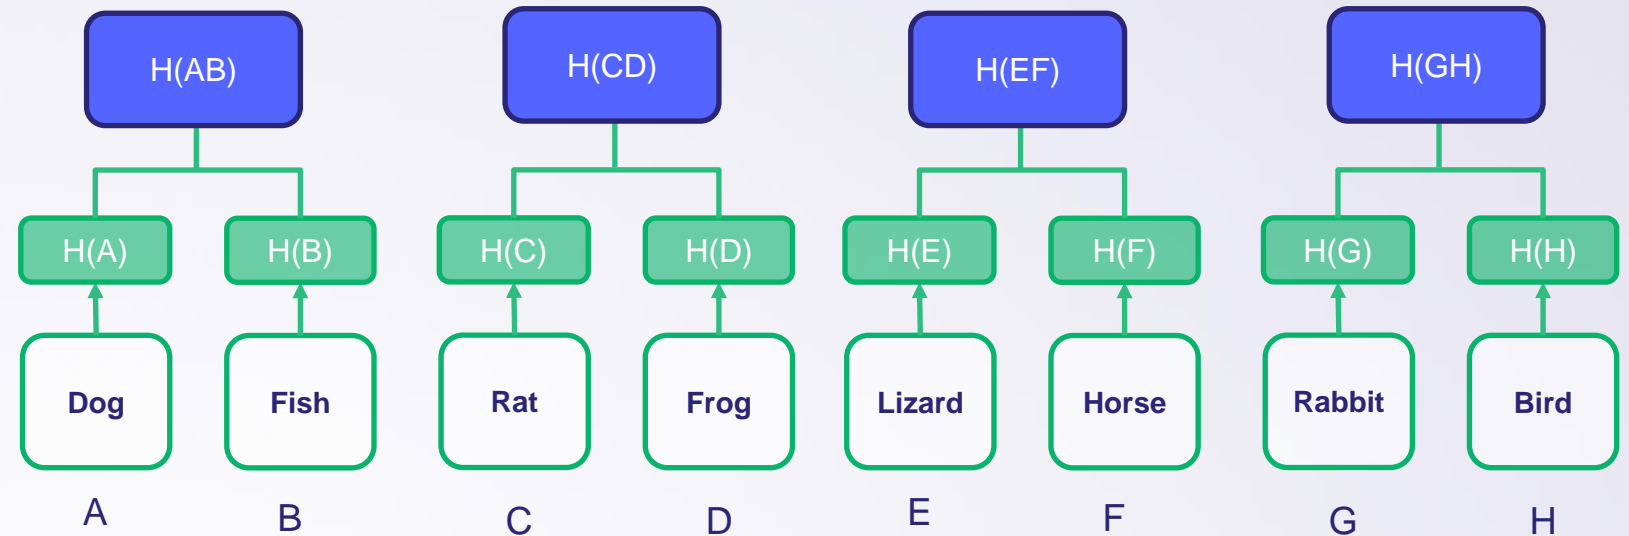 H(AB)
H(CD)
H(EF)
H(GH)
H(A)
H(B)
H(C)
H(D)
H(E)
H(F)
H(G)
H(H)
Dog
Fish
Rat
Frog
Lizard
Horse
Rabbit
Bird
A
B
C
D
E
F
G
H